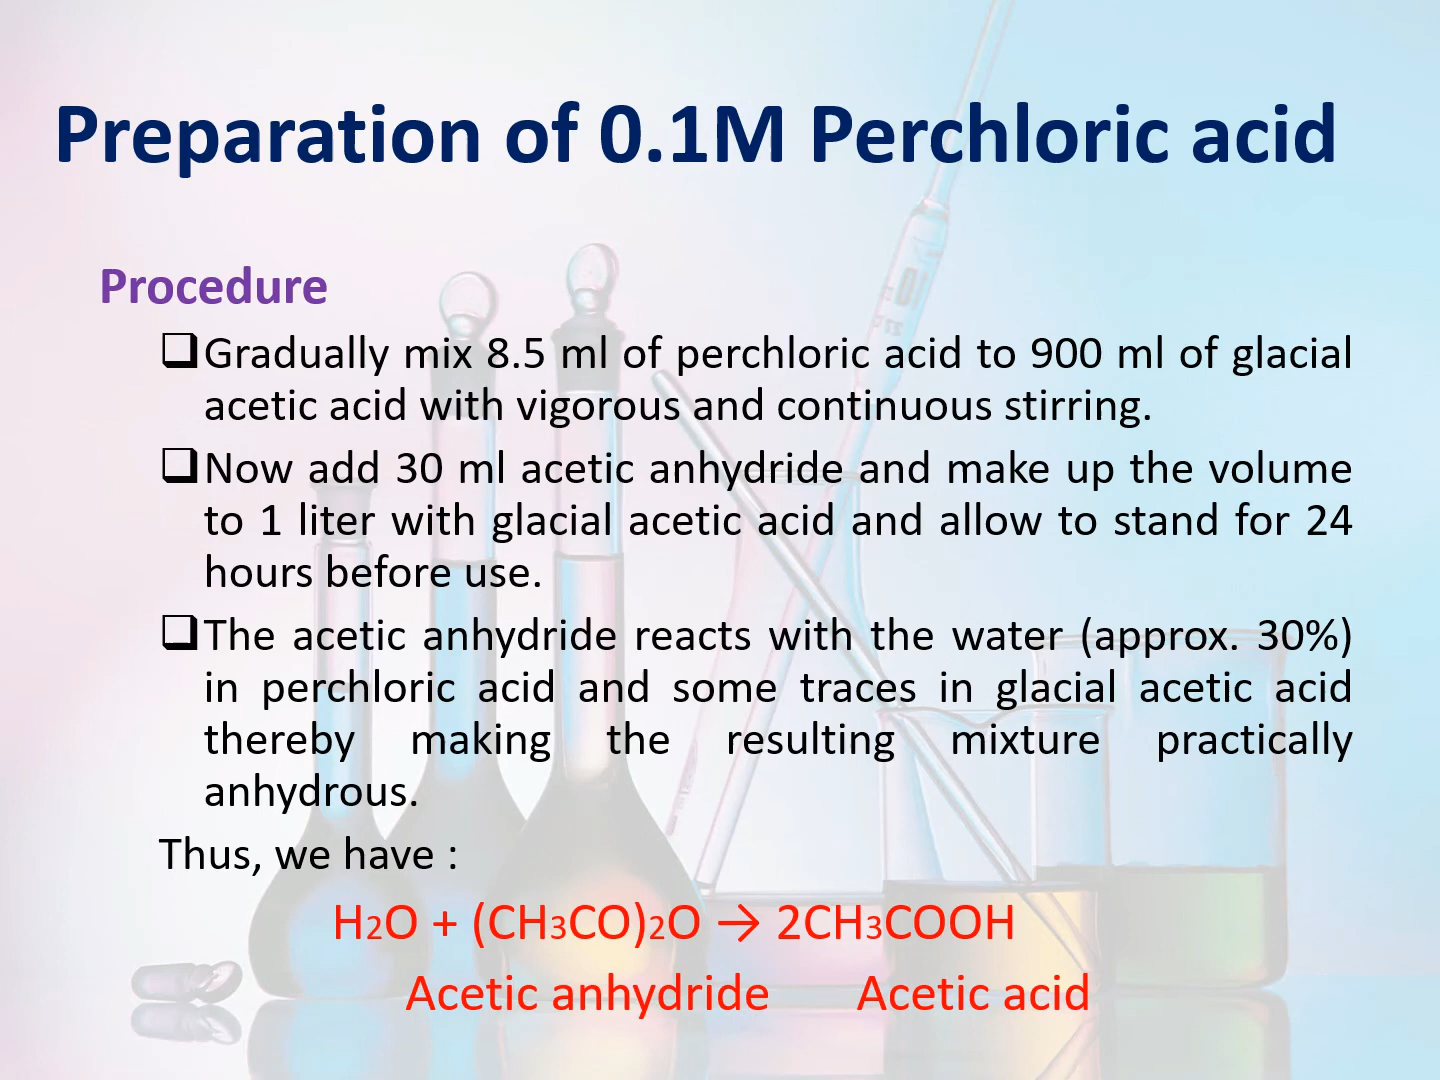 Preparation of 0.1M Perchloric acid
Procedure
❑Gradually mix 8.5 ml of perchloric acid to 900 ml of glacial
acetic acid with vigorous and continuous stirring.
❑Now add 30 ml acetic anhydride and make up the volume
to 1 liter with glacial acetic acid and allow to stand for 24
hours before use.
❑The acetic anhydride reacts with the water (approx. 30%)
in perchloric acid and some traces in glacial acetic acid
thereby making the resulting mixture practically
anhydrous.
Thus, we have :
H2O + (CH3CO)2O → 2CH3COOH
Acetic anhydride Acetic acid